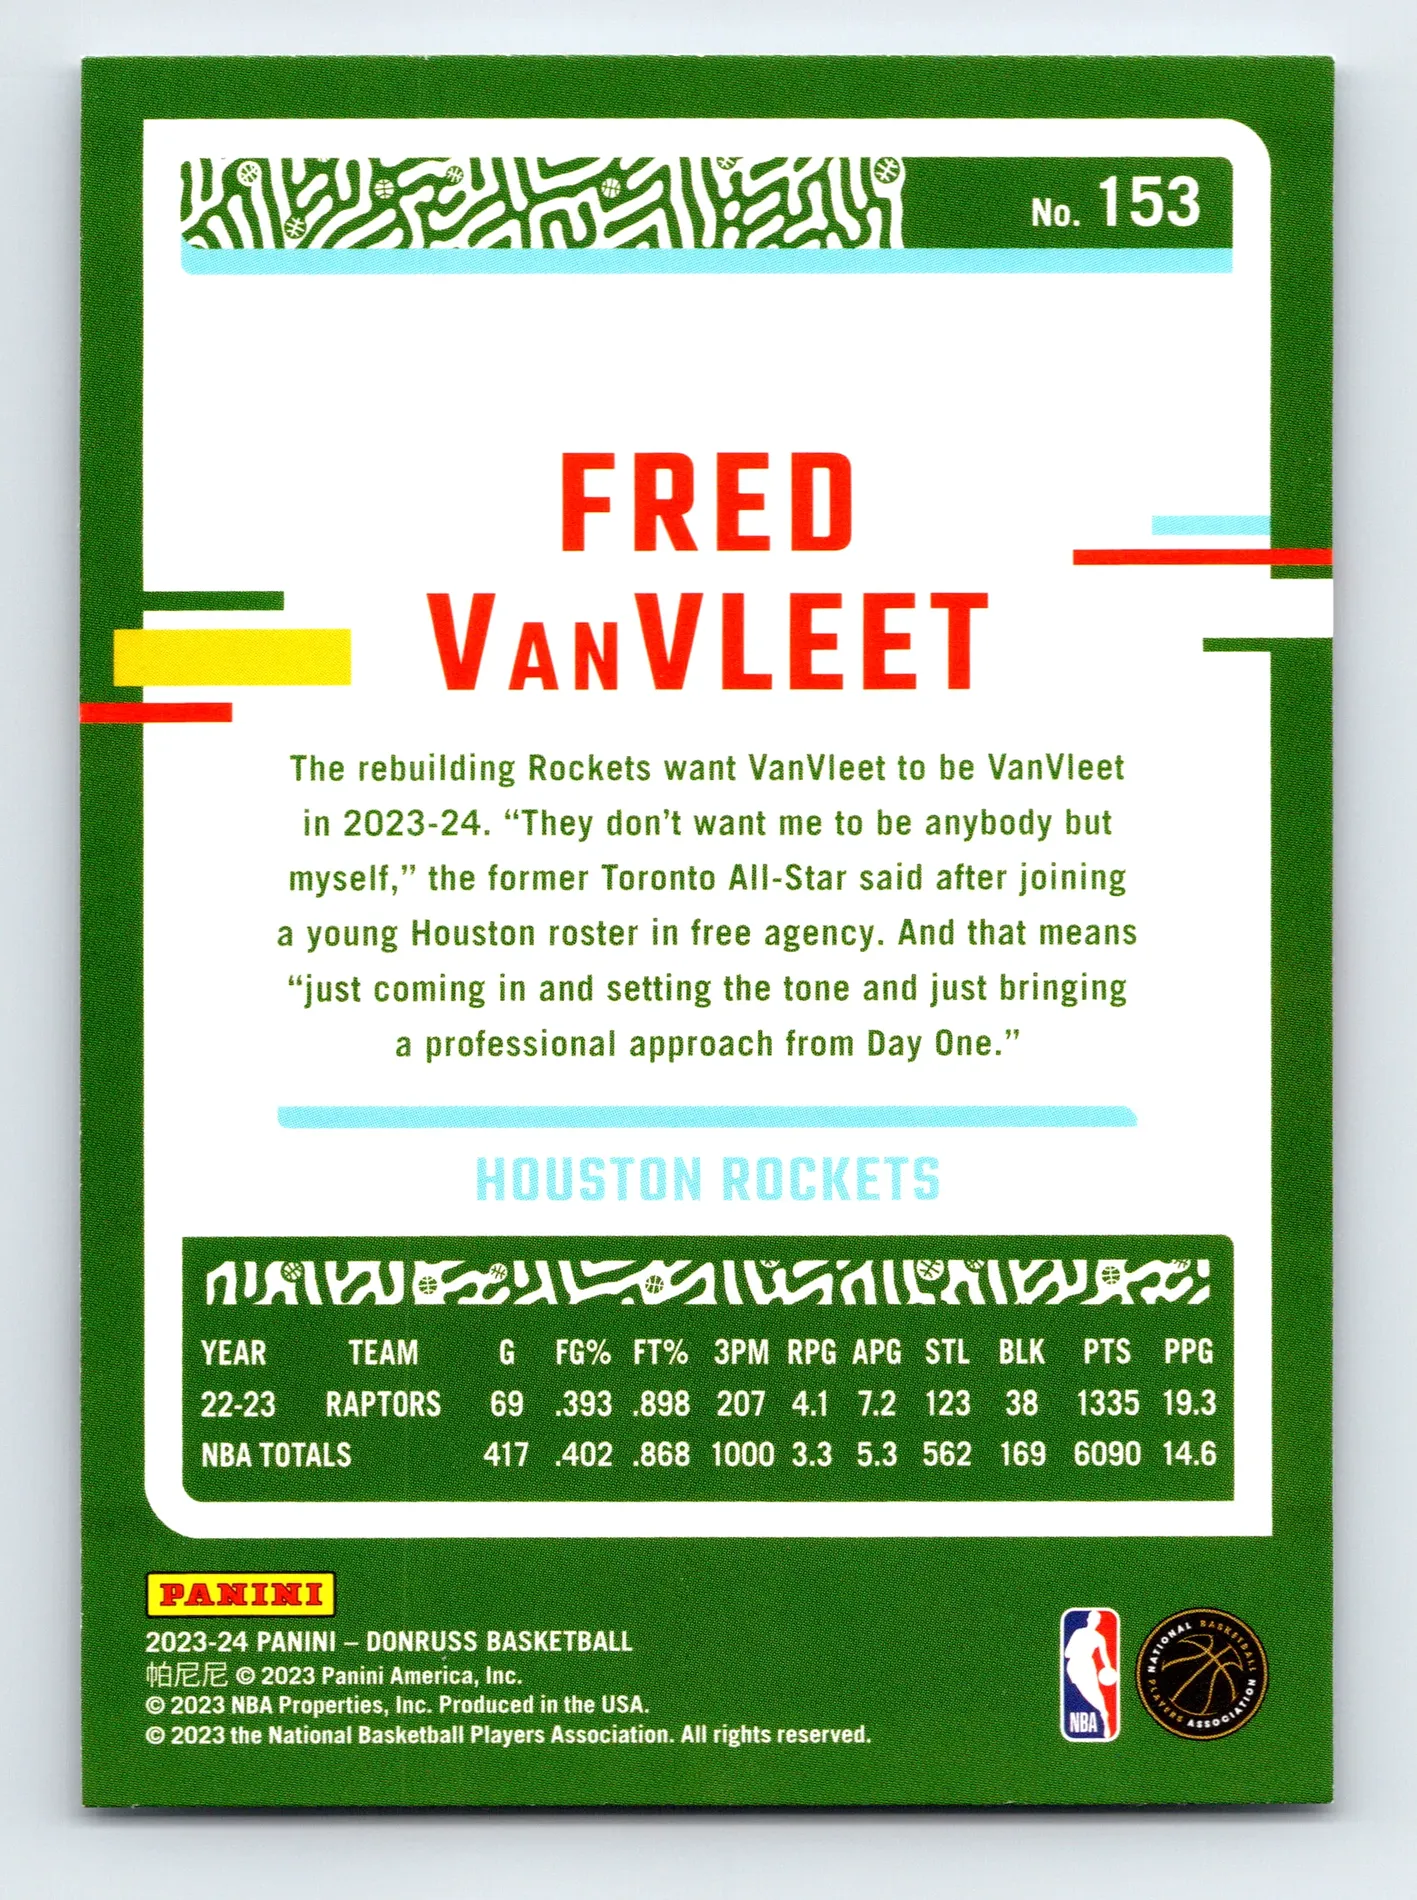 No. 153
FRED
VANVLEET
The rebuilding Rockets want VanVleet to be VanVleet
in 2023-24. “They don’t want me to be anybody but
myself,” the former Toronto All-Star said after joining
a young Houston roster in free agency. And that means
“just coming in and setting the tone and just bringing
a professional approach from Day One.”
HOUSTON ROCKETS
YEAR TEAM G FG% FT% 3PM RPG APG STL BLK PTS PPG
22-23 RAPTORS 69 .393 .898 207 4.1 7.2 123 38 1335 19.3
NBA TOTALS 417 .402 .868 1000 3.3 5.3 562 169 6090 14.6
PANINI
2023-24 PANINI – DONRUSS BASKETBALL
帕尼尼 © 2023 Panini America, Inc.
© 2023 NBA Properties, Inc. Produced in the USA.
© 2023 the National Basketball Players Association. All rights reserved.
NBA
NATIONAL BASKETBALL PLAYERS ASSOCIATION